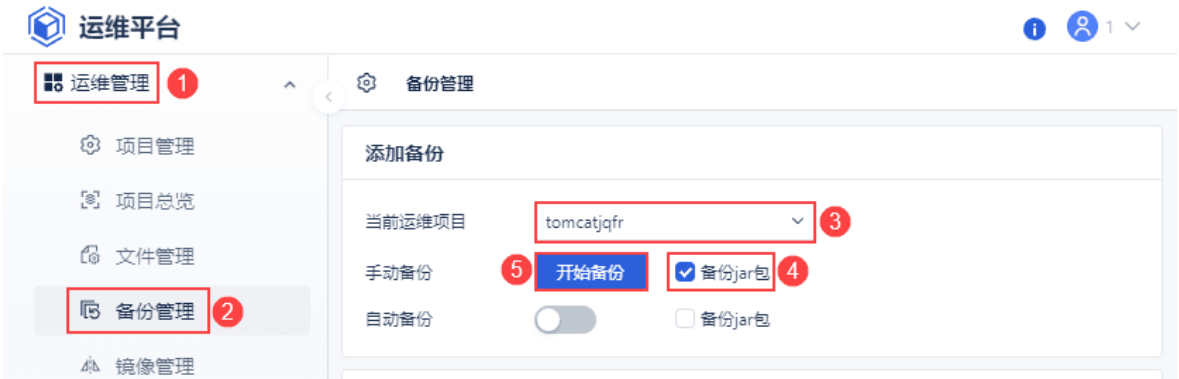 运维平台
1
运维管理 1
备份管理
项目管理
项目总览
文件管理
备份管理 2
镜像管理
添加备份
当前运维项目 tomcatjqfr 3
手动备份 5 开始备份 备份jar包 4
自动备份 备份jar包